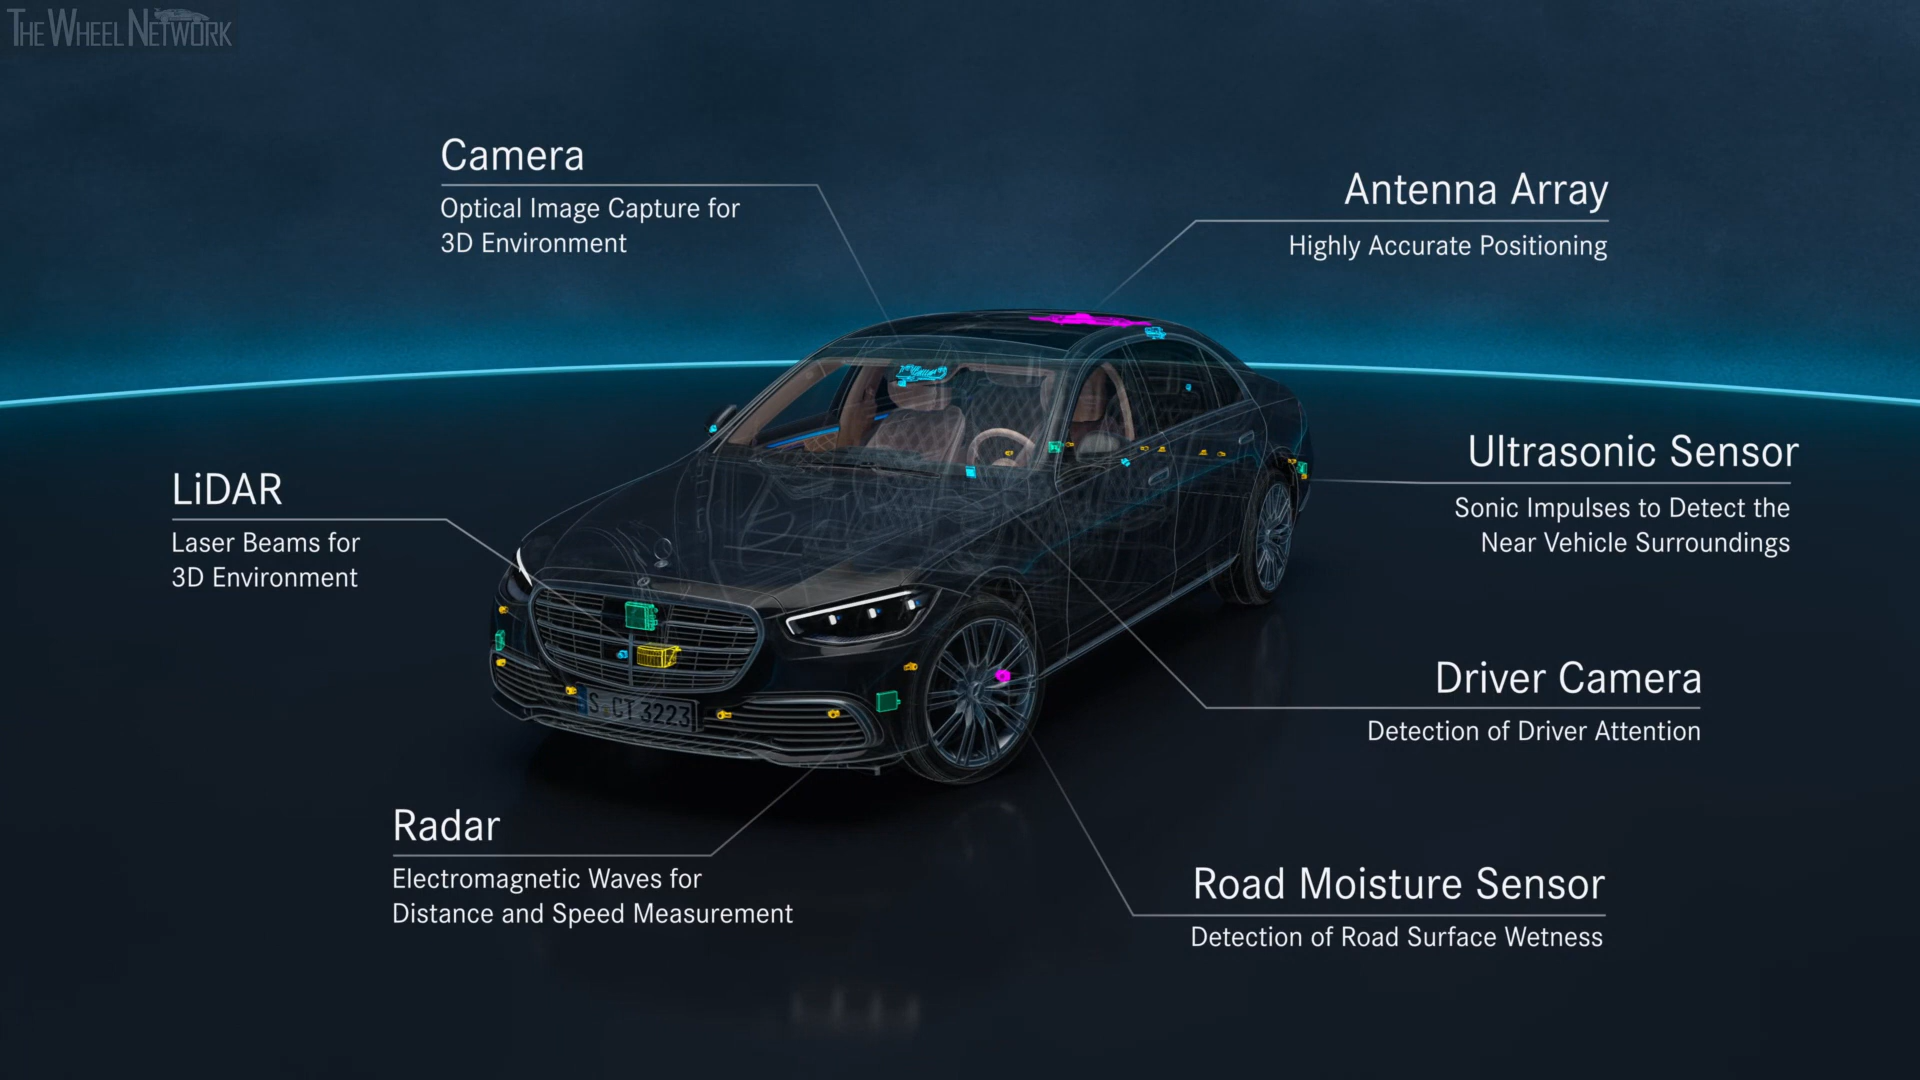 THE WHEEL NETWORK
Camera
Optical Image Capture for
3D Environment
Antenna Array
Highly Accurate Positioning
LiDAR
Laser Beams for
3D Environment
Ultrasonic Sensor
Sonic Impulses to Detect the
Near Vehicle Surroundings
Driver Camera
Detection of Driver Attention
S CT 3223
Radar
Electromagnetic Waves for
Distance and Speed Measurement
Road Moisture Sensor
Detection of Road Surface Wetness